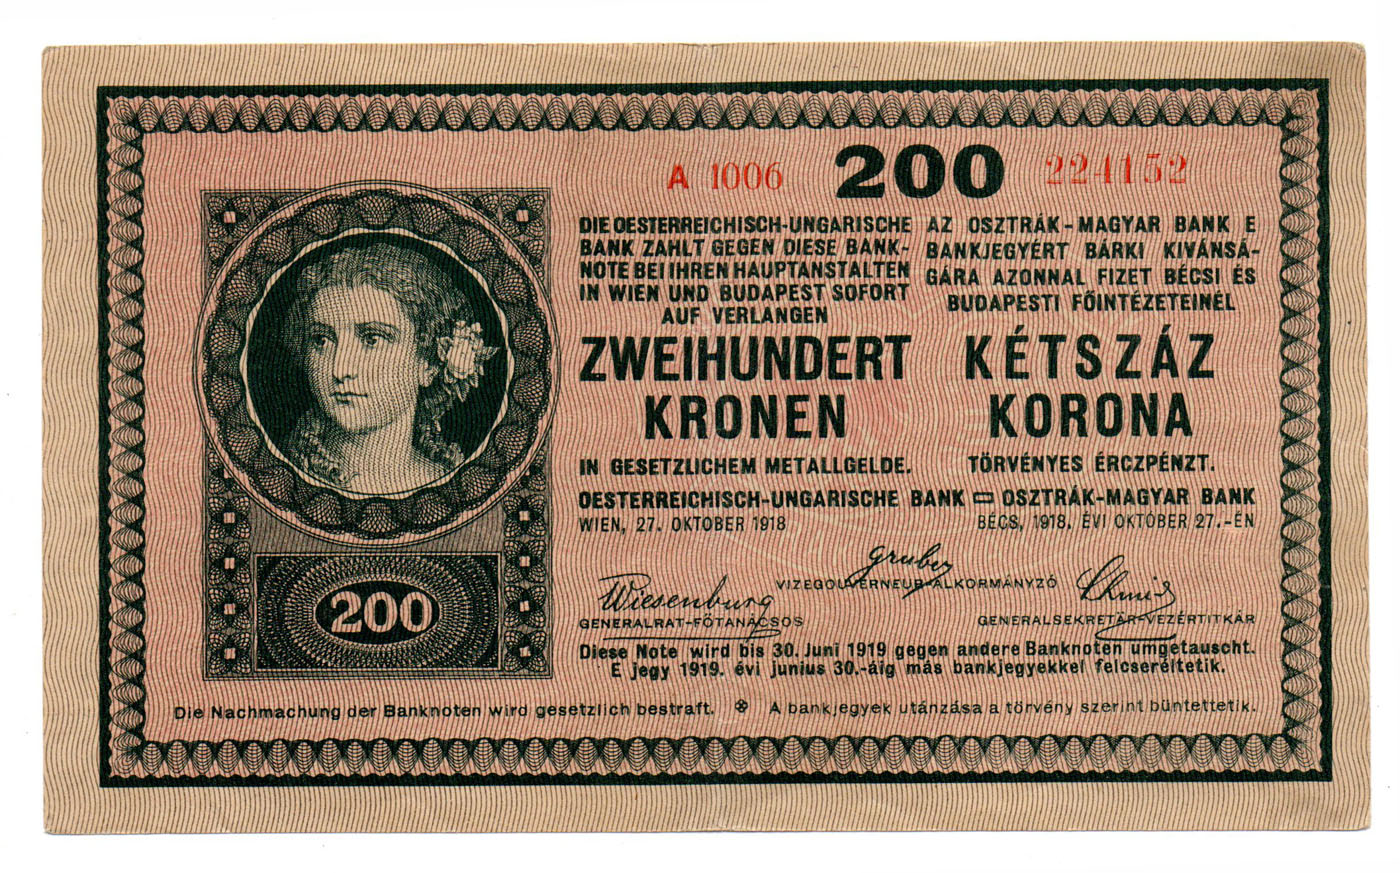 A 1006 200 224152
DIE OESTERREICHISCH-UNGARISCHE
BANK ZAHLT GEGEN DIESE BANK-
NOTE BEI IHREN HAUPTANSTALTEN
IN WIEN UND BUDAPEST SOFORT
AUF VERLANGEN
ZWEIHUNDERT
KRONEN
IN GESETZLICHEM METALLGELDE.
AZ OSZTRÁK-MAGYAR BANK E
BANKJEGYÉRT BÁRKI KIVÁNSÁ-
GÁRA AZONNAL FIZET BÉCSI ÉS
BUDAPESTI FŐINTÉZETEINÉL
KÉTSZÁZ
KORONA
TÖRVÉNYES ÉRCZPÉNZT.
OESTERREICHISCH-UNGARISCHE BANK OSZTRÁK-MAGYAR BANK
WIEN, 27. OKTOBER 1918
BÉCS, 1918. ÉVI OKTÓBER 27.-ÉN
Gruber
VIZEGOUVERNEUR-ALKORMÁNYZÓ
Wiesenburg
GENERALRAT-FŐTANÁCSOS
Schmid
GENERALSEKRETÄR-VEZÉRTITKÁR
Diese Note wird bis 30. Juni 1919 gegen andere Banknoten umgetauscht.
E jegy 1919. évi junius 30.-áig más bankjegyekkel felcseréltetik.
200
Die Nachmachung der Banknoten wird gesetzlich bestraft. A bankjegyek utánzása a törvény szerint büntettetik.